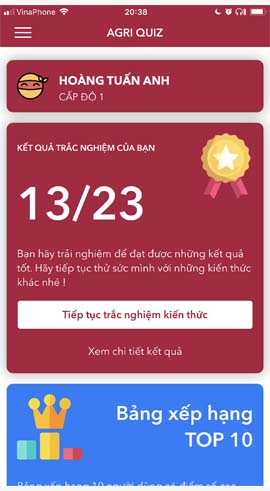 VinaPhone 20:38
AGRI QUIZ
HOÀNG TUẤN ANH
CẤP ĐỘ 1
KẾT QUẢ TRẮC NGHIỆM CỦA BẠN
13/23
Bạn hãy trải nghiệm để đạt được những kết quả
tốt. Hãy tiếp tục thử sức mình với những kiến thức
khác nhé !
Tiếp tục trắc nghiệm kiến thức
Xem chi tiết kết quả
Bảng xếp hạng
TOP 10
Bảng xếp hạng 10 người dùng có điểm số cao